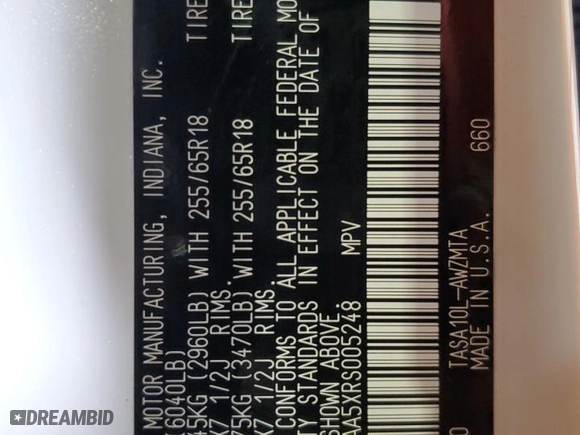 MOTOR MANUFACTURING, INDIANA, INC.
6040LB)
45KG (2960LB) WITH 255/65R18 TIRE
X7 1/2J RIMS.
75KG (3470LB) WITH 255/65R18 TIRE
X7 1/2J RIMS.
CONFORMS TO ALL APPLICABLE FEDERAL MO
TY STANDARDS IN EFFECT ON THE DATE OF
SHOWN ABOVE.
AA5XRS005248 MPV
660
TASA10L-AWZMTA
MADE IN U.S.A.
DREAMBID